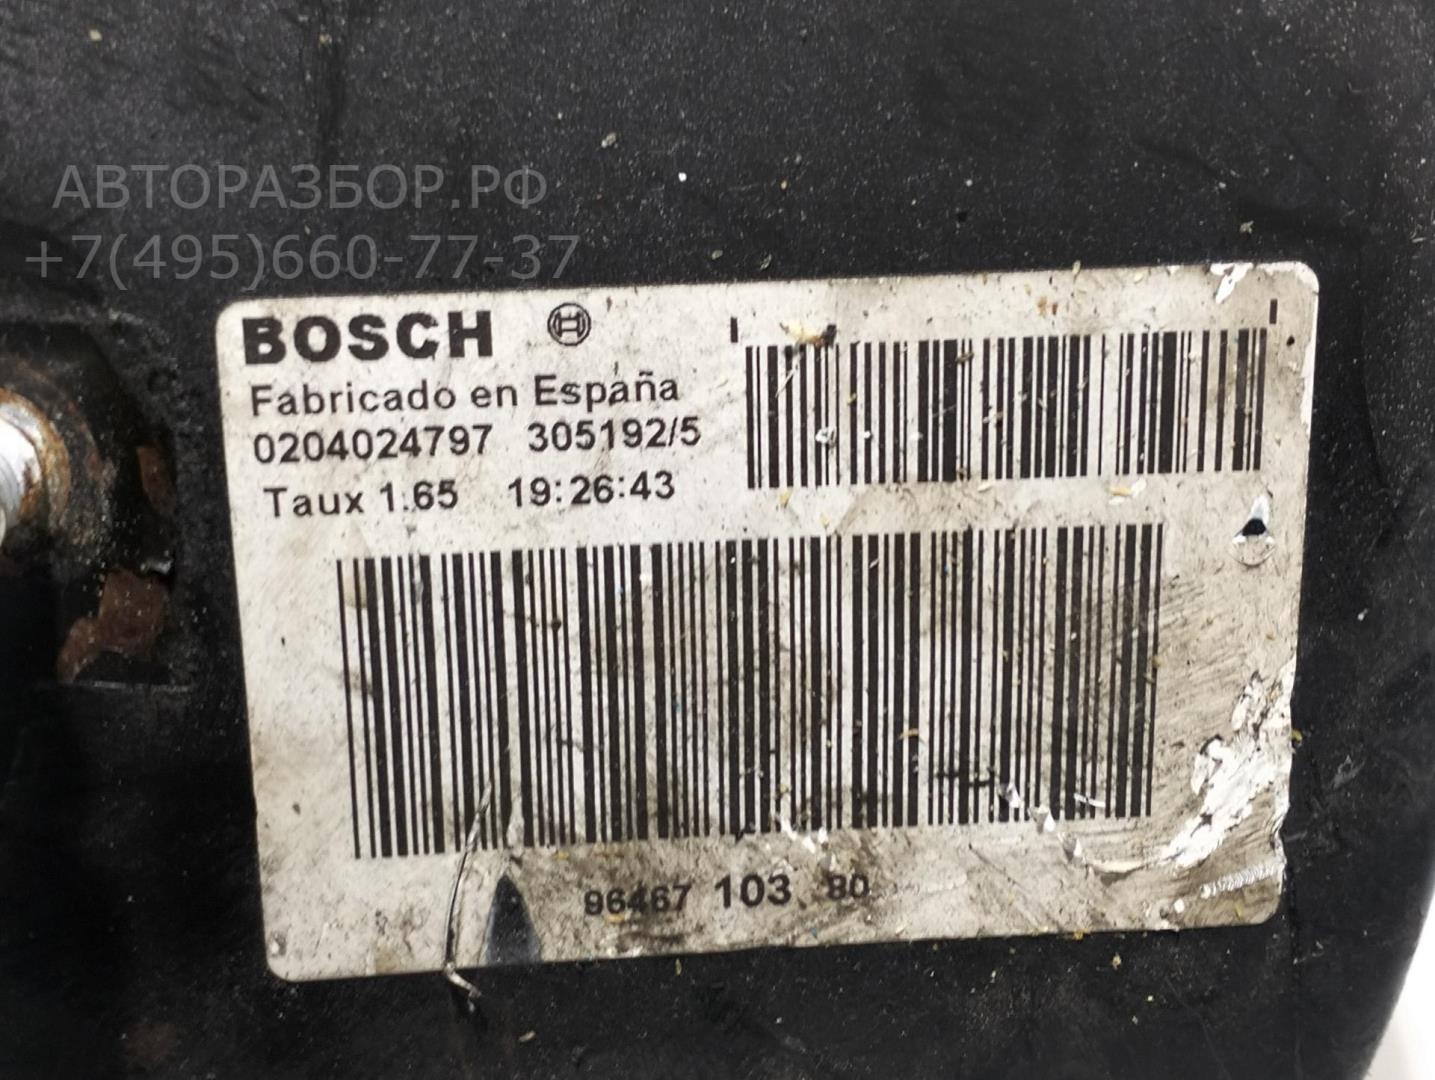 АВТОРАЗБОР.РФ
+7(495)660-77-37
BOSCH
Fabricado en España
0204024797 305192/5
Taux 1.65 19:26:43
96467 103 80